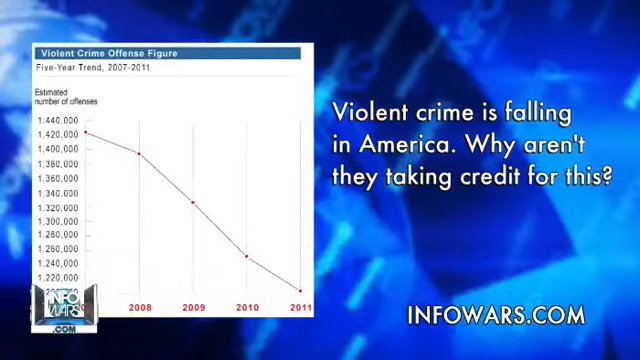 Violent Crime Offense Figure
Five-Year Trend, 2007-2011
Estimated
number of offenses
1,440,000
1,420,000
1,400,000
1,380,000
1,360,000
1,340,000
1,320,000
1,300,000
1,280,000
1,260,000
1,240,000
1,220,000
2008 2009 2010 2011
INFO
WARS
.COM
Violent crime is falling
in America. Why aren't
they taking credit for this?
INFOWARS.COM